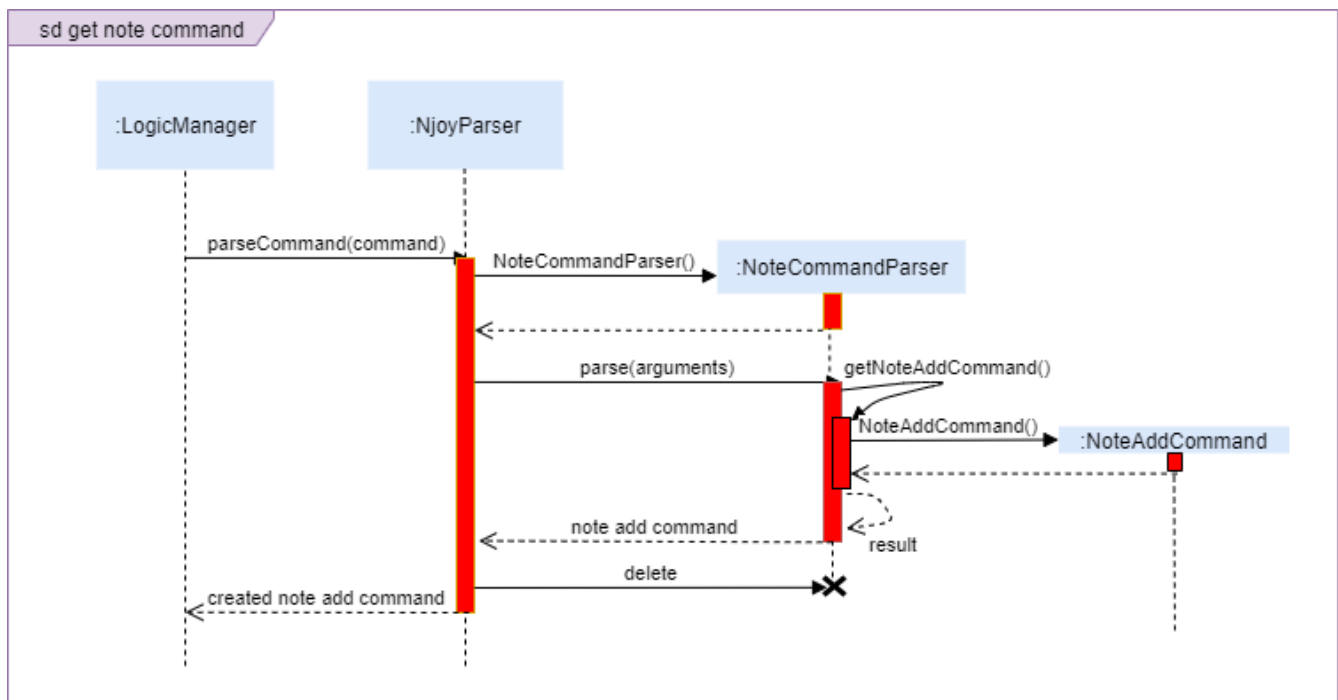 sd get note command
:LogicManager
:NjoyParser
parseCommand(command)
NoteCommandParser()
:NoteCommandParser
parse(arguments)
getNoteAddCommand()
NoteAddCommand()
:NoteAddCommand
note add command
result
delete
created note add command